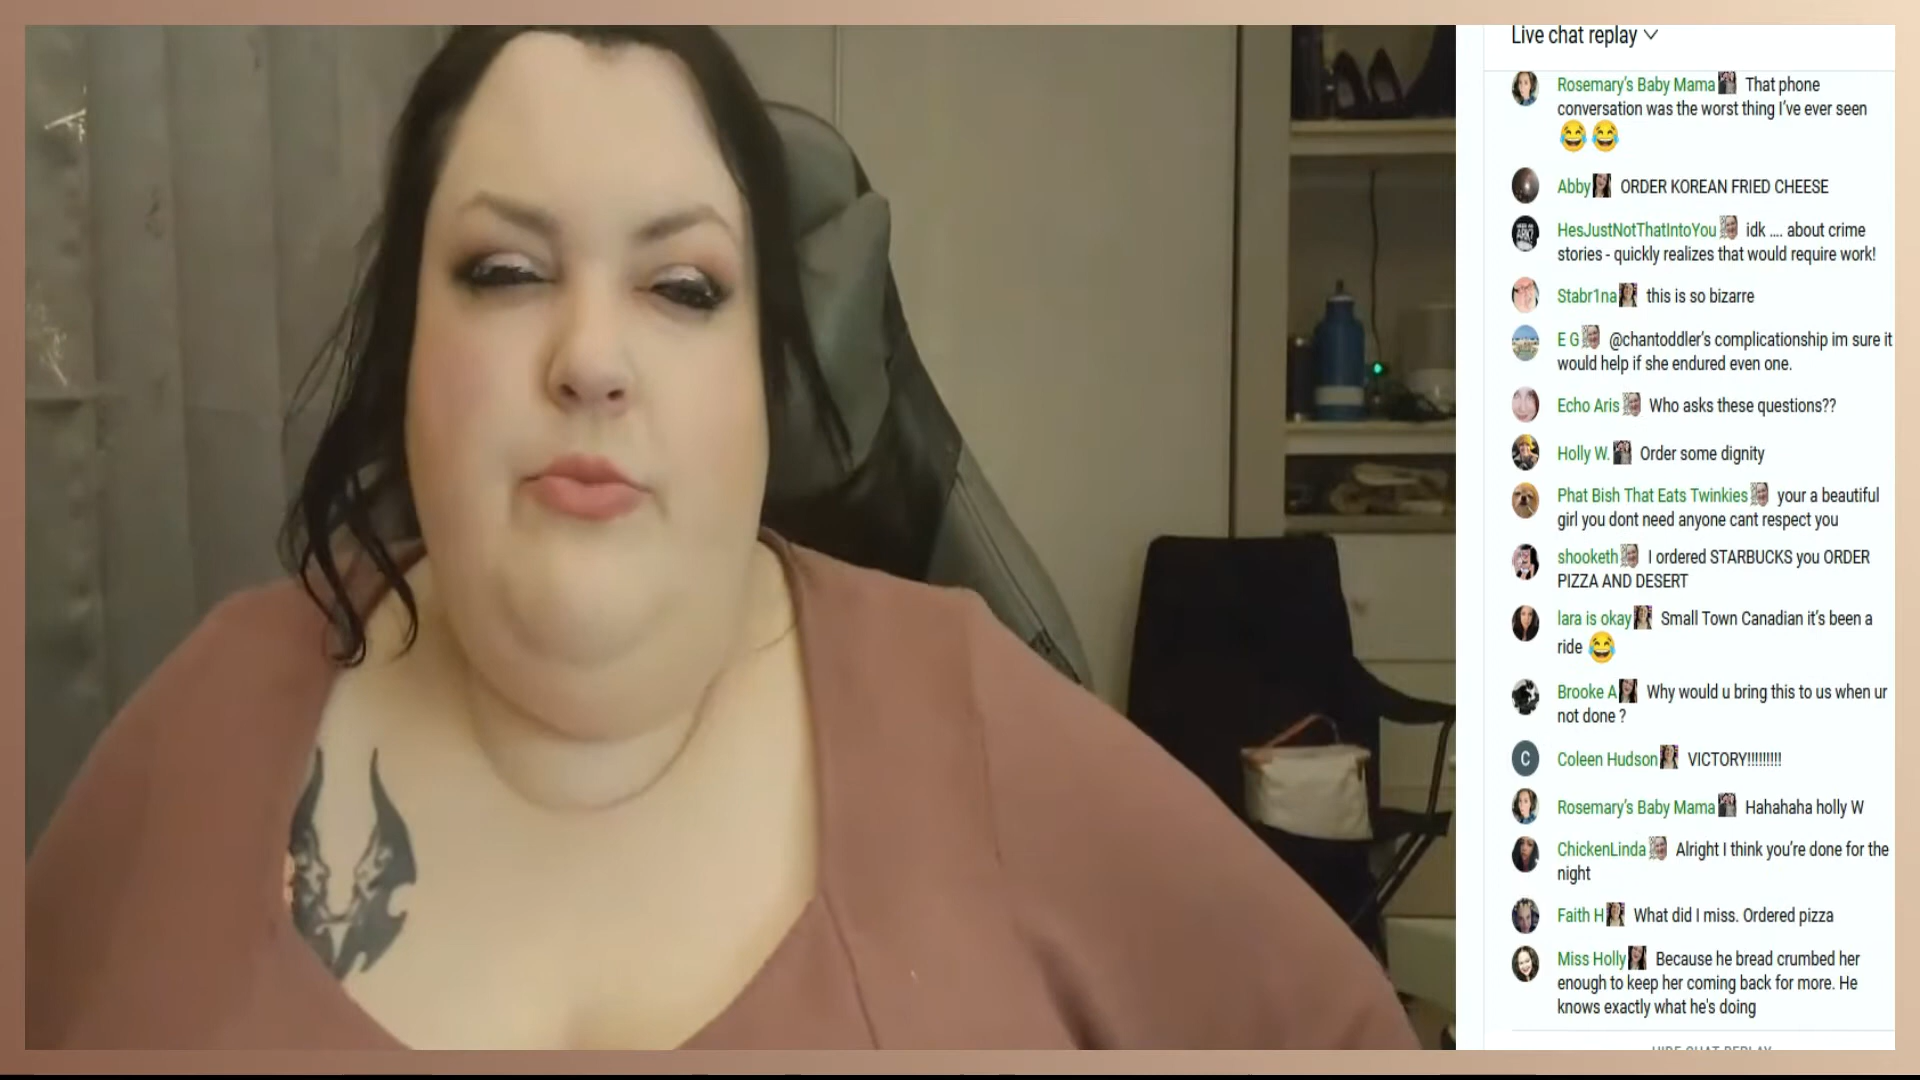 Live chat replay
Rosemary's Baby Mama That phone
conversation was the worst thing I've ever seen
😂😂
Abby ORDER KOREAN FRIED CHEESE
HesJustNotThatIntoYou idk .... about crime
stories - quickly realizes that would require work!
Stabr1na this is so bizarre
E G @chantoddler's complicationship im sure it
would help if she endured even one.
Echo Aris Who asks these questions??
Holly W. Order some dignity
Phat Bish That Eats Twinkies your a beautiful
girl you dont need anyone cant respect you
shooketh I ordered STARBUCKS you ORDER
PIZZA AND DESERT
lara is okay Small Town Canadian it's been a
ride 😂
Brooke A Why would u bring this to us when ur
not done ?
C
Coleen Hudson VICTORY!!!!!!!!!
Rosemary's Baby Mama Hahahaha holly W
ChickenLinda Alright I think you're done for the
night
Faith H What did I miss. Ordered pizza
Miss Holly Because he bread crumbed her
enough to keep her coming back for more. He
knows exactly what he's doing
HIDE CHAT REPLAY